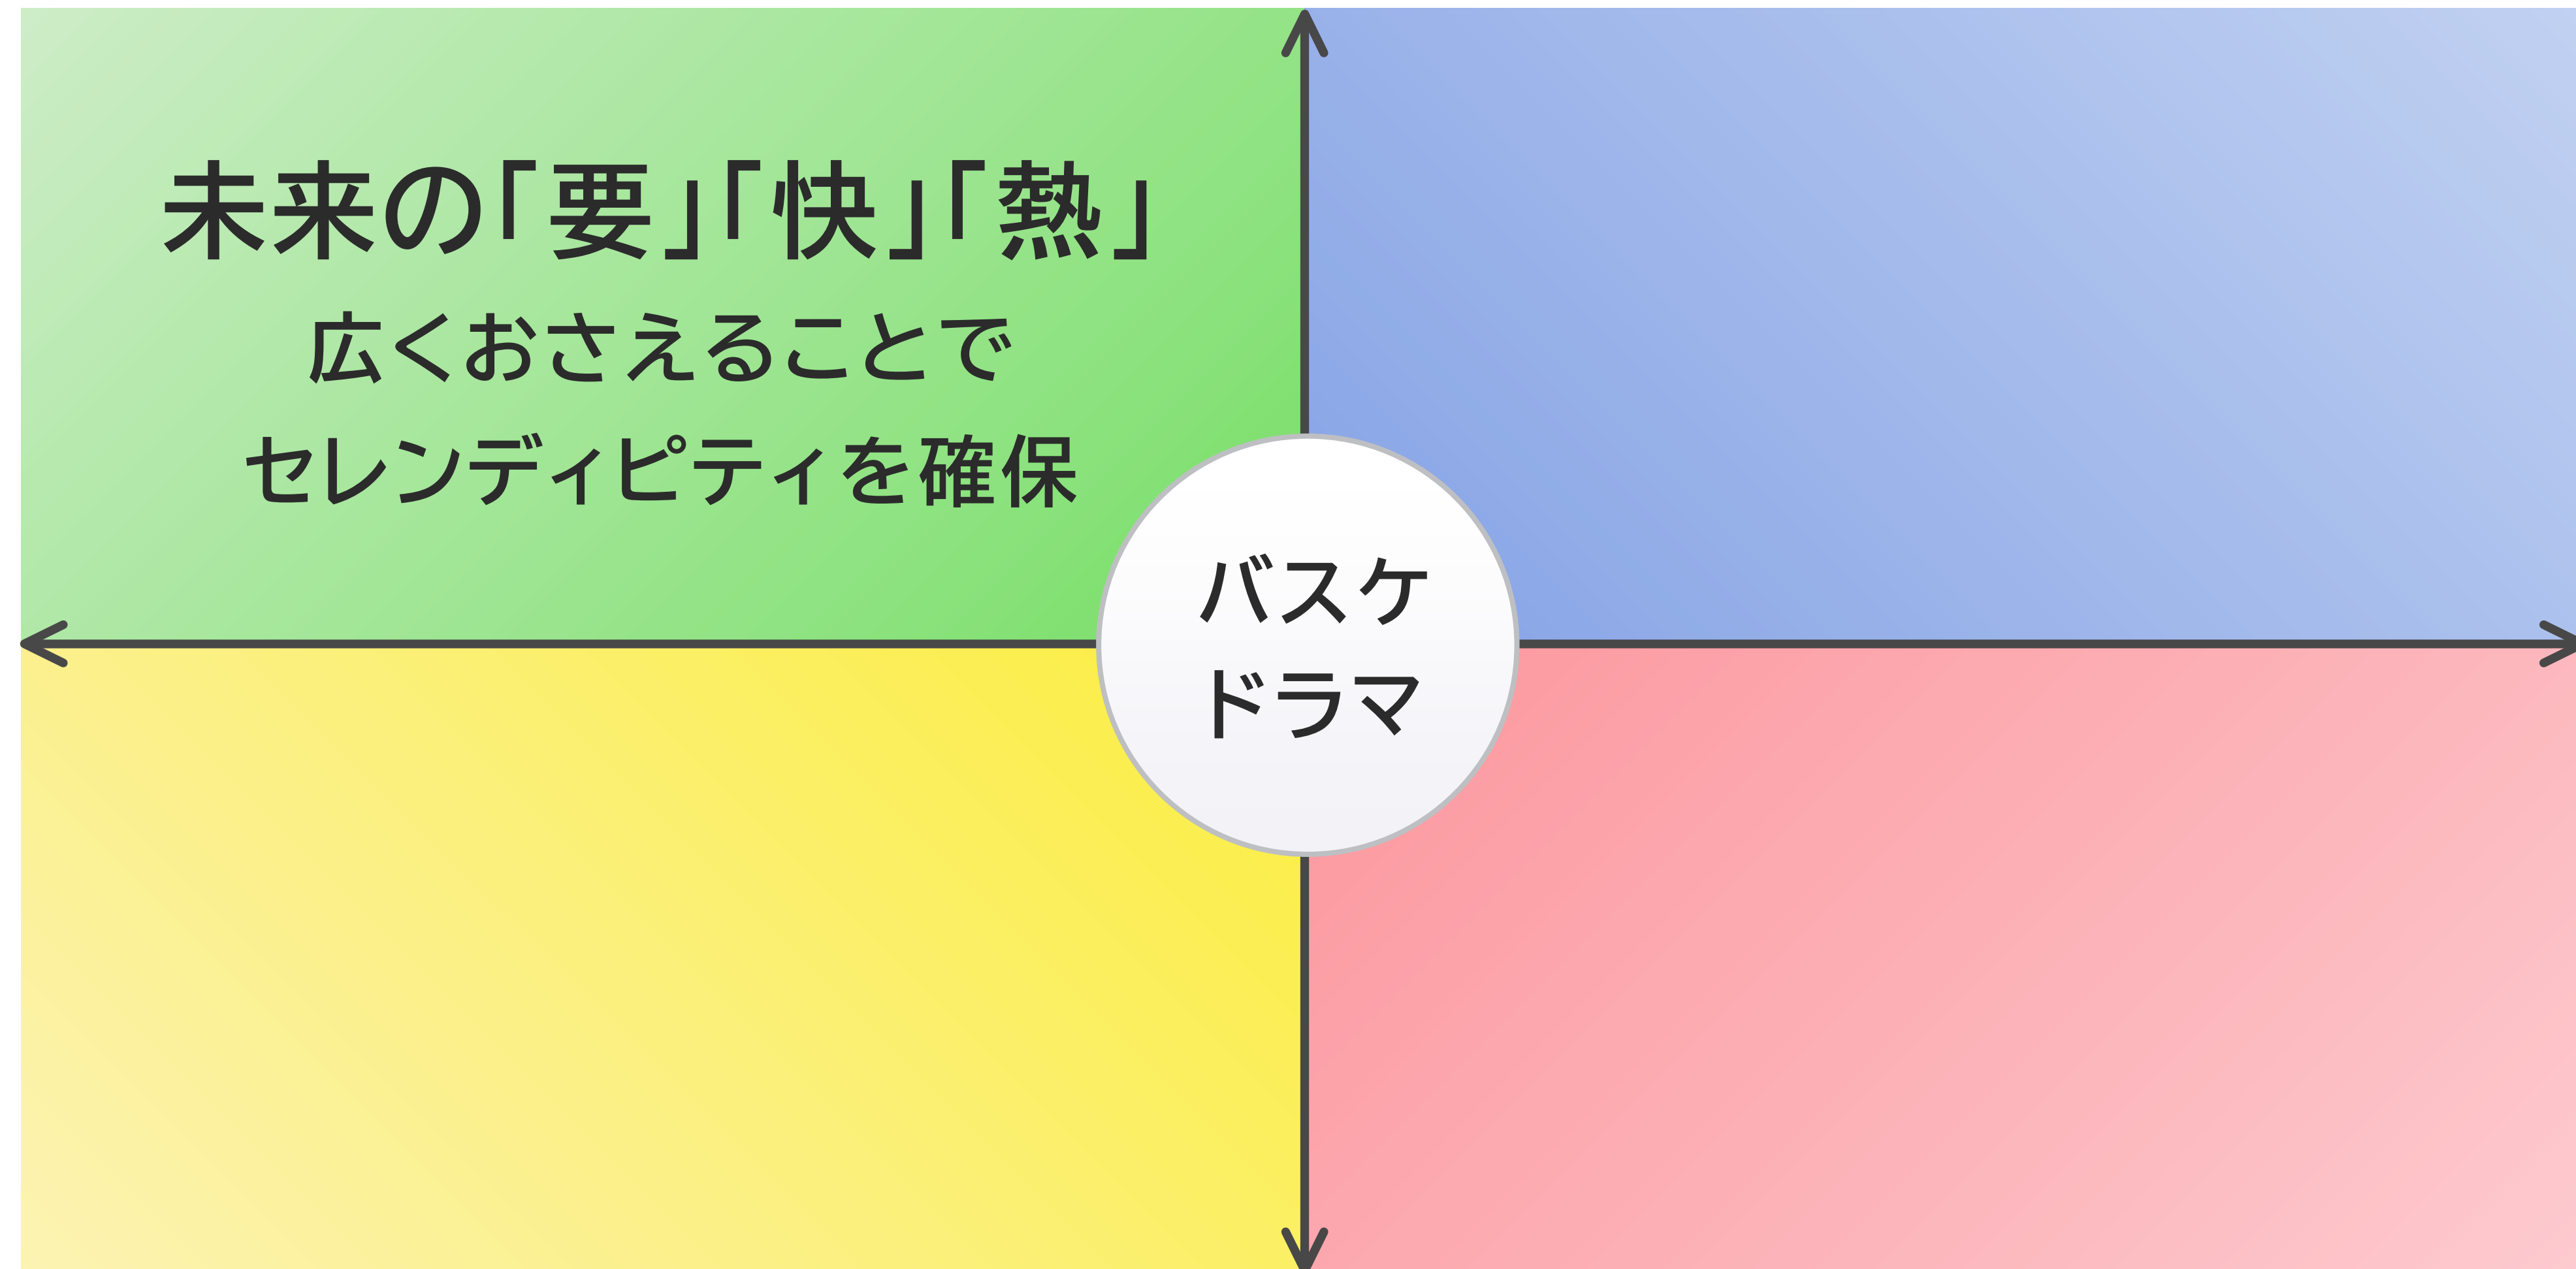 未来の「要」「快」「熱」
広くおさえることで
セレンディピティを確保
バスケ
ドラマ